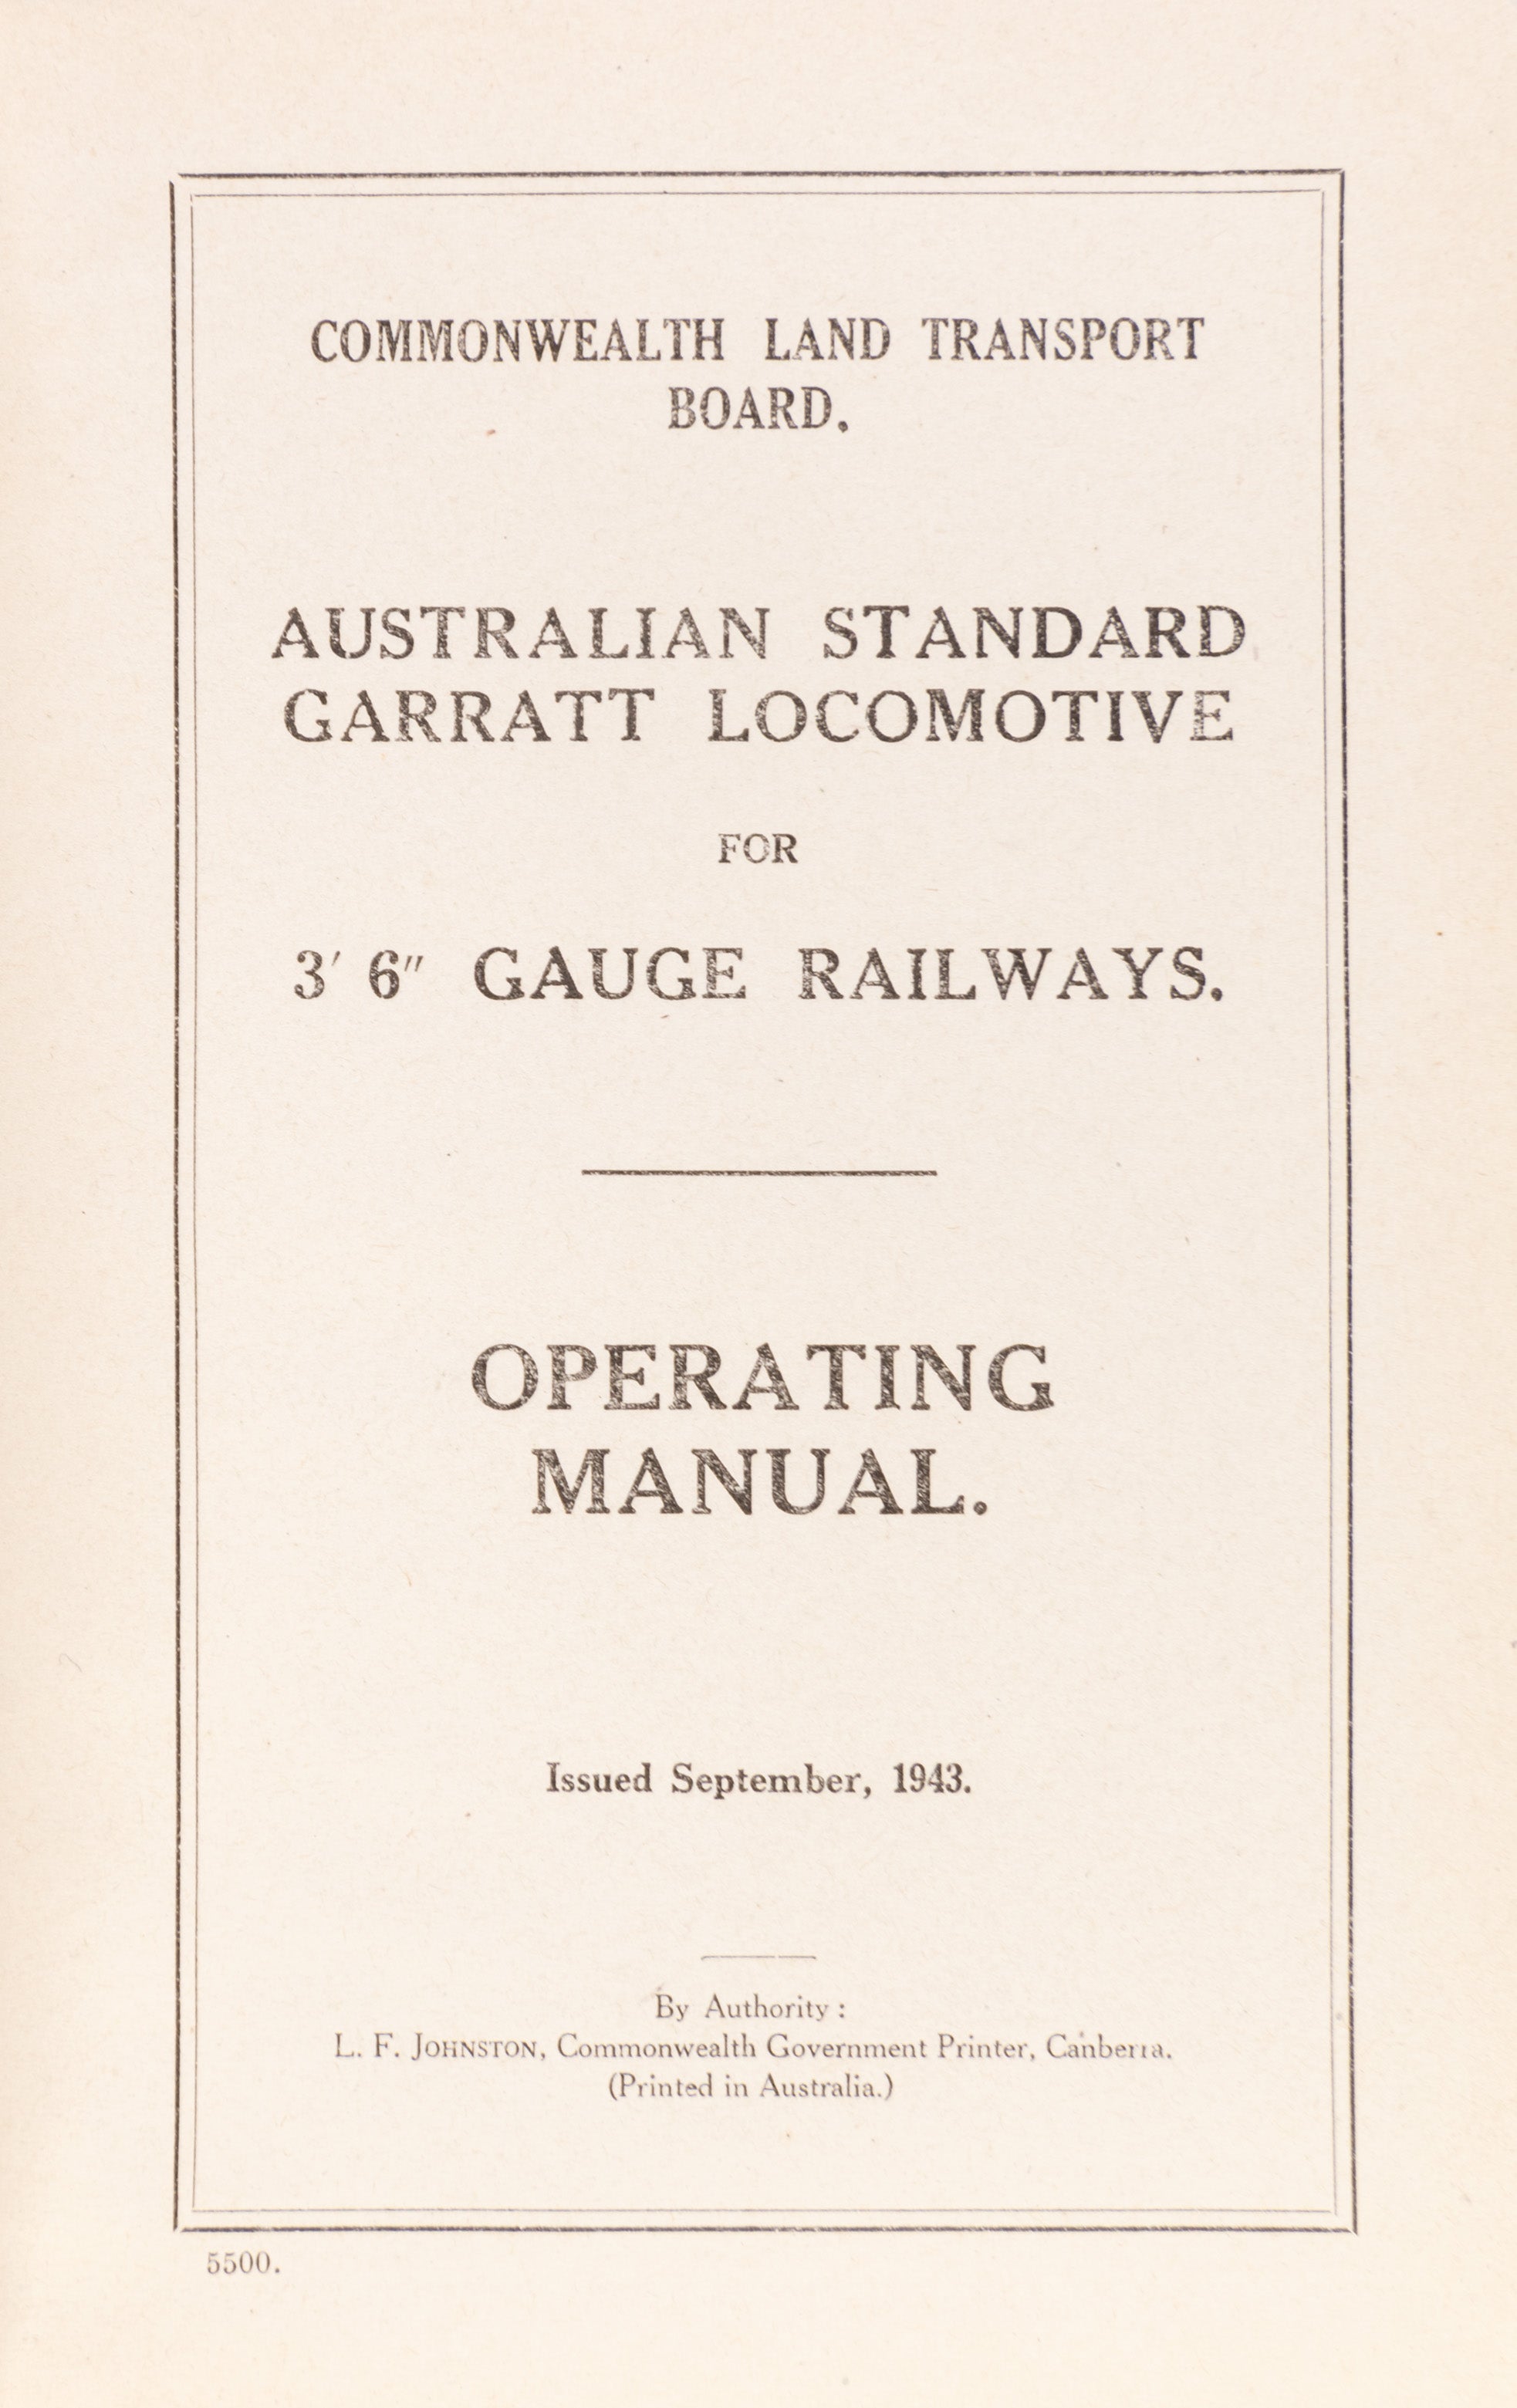 COMMONWEALTH LAND TRANSPORT
BOARD.
AUSTRALIAN STANDARD
GARRATT LOCOMOTIVE
FOR
3′ 6″ GAUGE RAILWAYS.
OPERATING
MANUAL.
Issued September, 1943.
By Authority :
L. F. JOHNSTON, Commonwealth Government Printer, Canberra.
(Printed in Australia.)
5500.